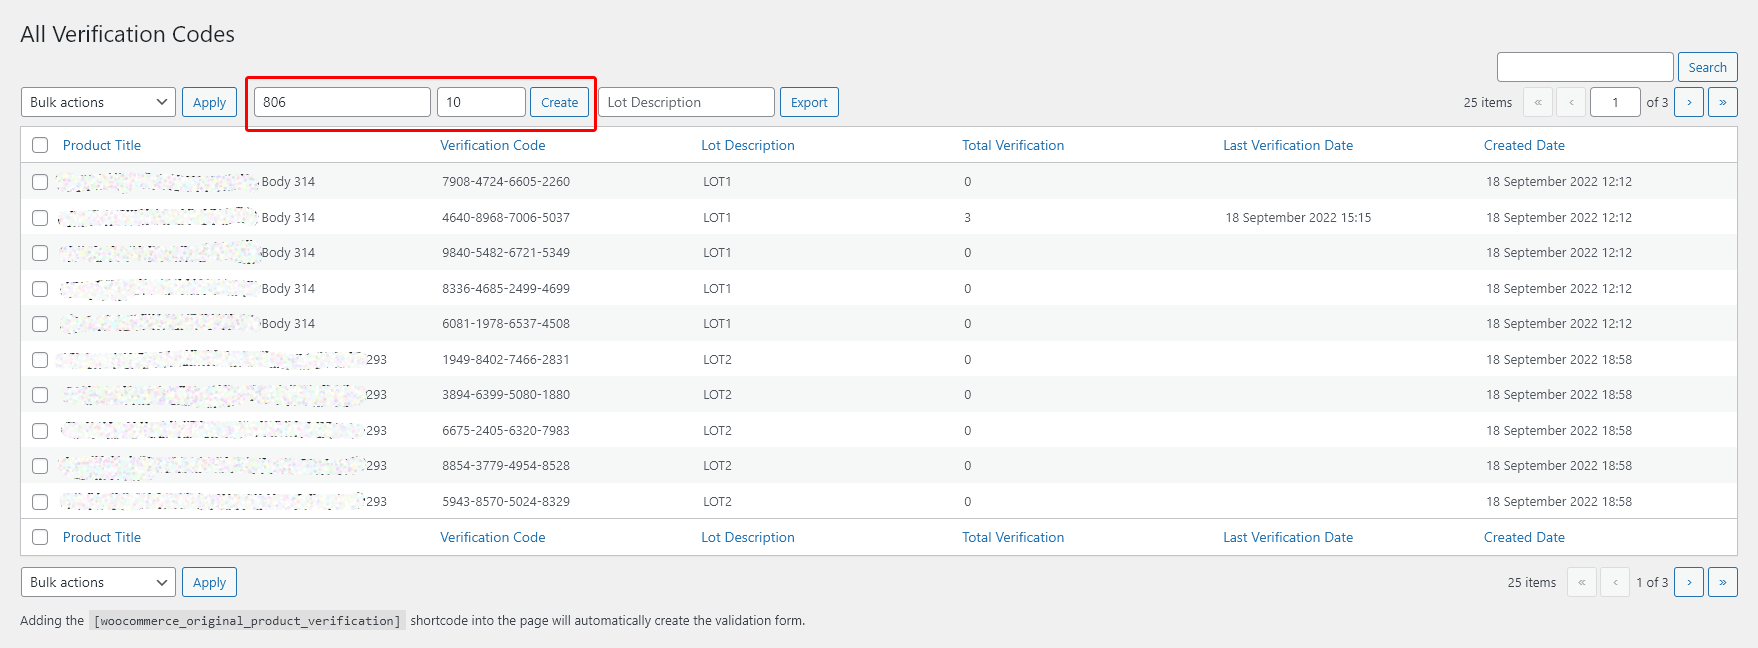 All Verification Codes
Search
Bulk actions Apply 806 10 Create Lot Description Export 25 items « ‹ 1 of 3 › »
Product Title Verification Code Lot Description Total Verification Last Verification Date Created Date
Body 314 7908-4724-6605-2260 LOT1 0 18 September 2022 12:12
Body 314 4640-8968-7006-5037 LOT1 3 18 September 2022 15:15 18 September 2022 12:12
Body 314 9840-5482-6721-5349 LOT1 0 18 September 2022 12:12
Body 314 8336-4685-2499-4699 LOT1 0 18 September 2022 12:12
Body 314 6081-1978-6537-4508 LOT1 0 18 September 2022 12:12
293 1949-8402-7466-2831 LOT2 0 18 September 2022 18:58
293 3894-6399-5080-1880 LOT2 0 18 September 2022 18:58
293 6675-2405-6320-7983 LOT2 0 18 September 2022 18:58
293 8854-3779-4954-8528 LOT2 0 18 September 2022 18:58
293 5943-8570-5024-8329 LOT2 0 18 September 2022 18:58
Product Title Verification Code Lot Description Total Verification Last Verification Date Created Date
Bulk actions Apply 25 items « ‹ 1 of 3 › »
Adding the [woocommerce_original_product_verification] shortcode into the page will automatically create the validation form.